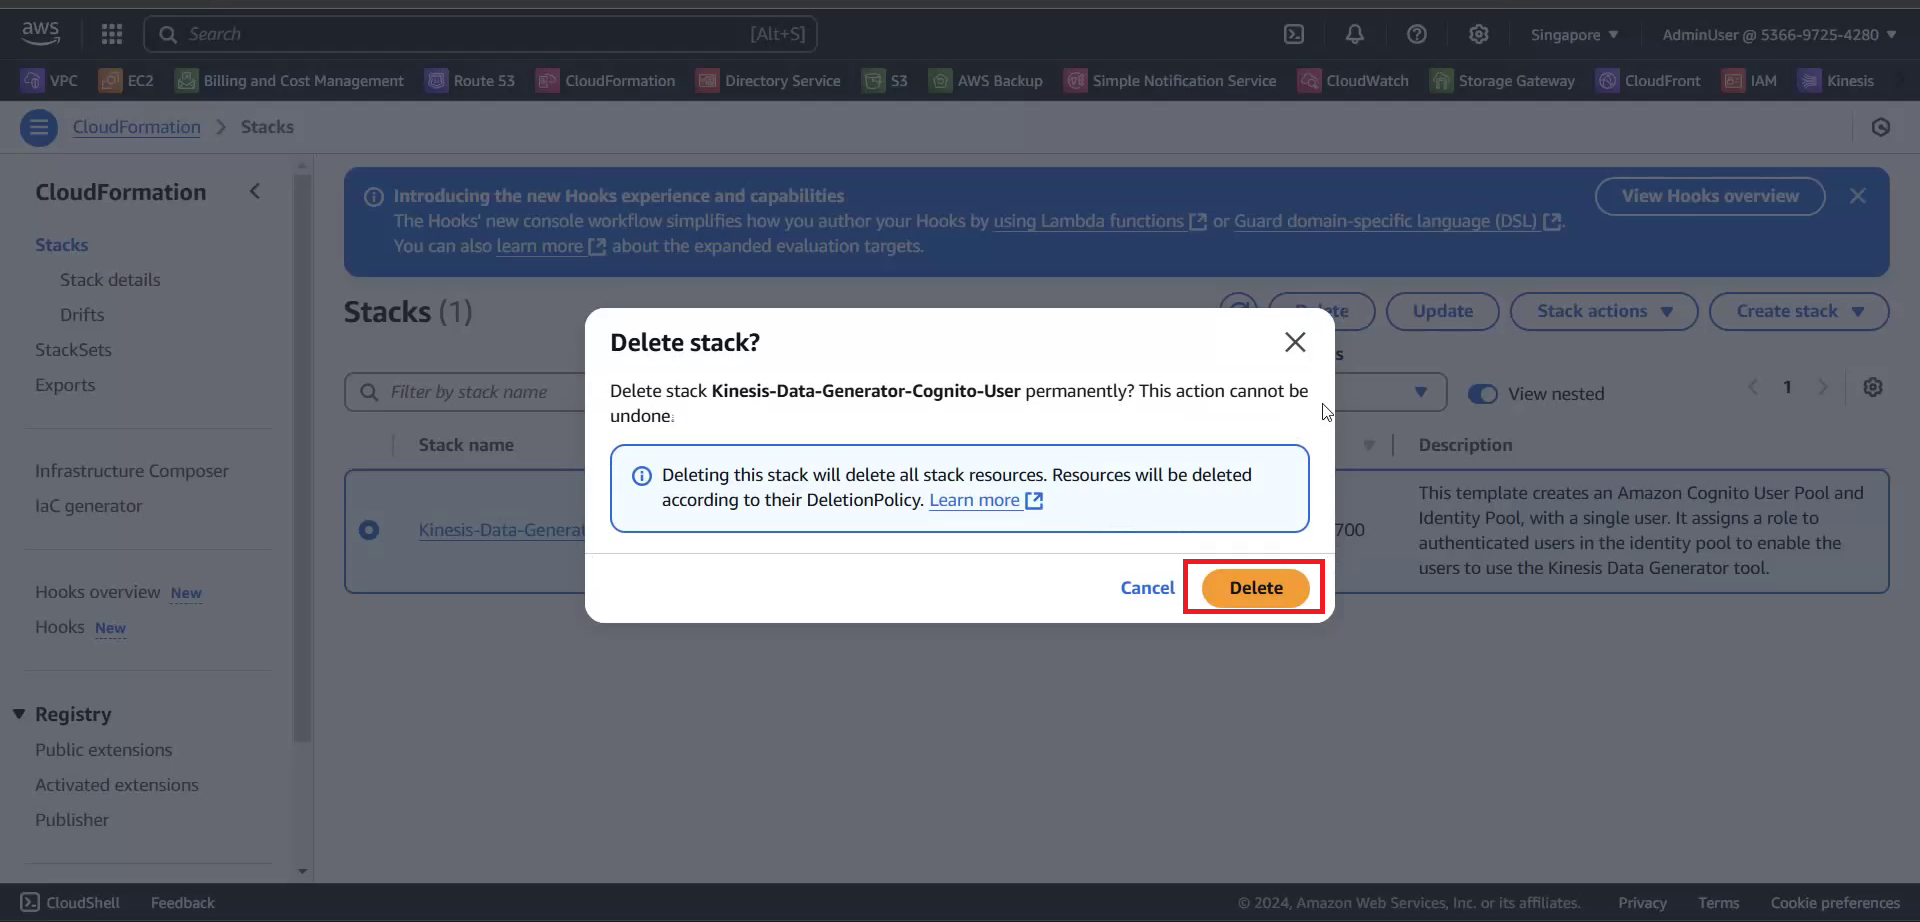 aws
Search
[Alt+S]
Singapore ▼
AdminUser @ 5366-9725-4280 ▼
VPC
EC2
Billing and Cost Management
Route 53
CloudFormation
Directory Service
S3
AWS Backup
Simple Notification Service
CloudWatch
Storage Gateway
CloudFront
IAM
Kinesis
CloudFormation > Stacks
CloudFormation
Stacks
Stack details
Drifts
StackSets
Exports
Infrastructure Composer
IaC generator
Hooks overview New
Hooks New
Registry
Public extensions
Activated extensions
Publisher
Introducing the new Hooks experience and capabilities
The Hooks' new console workflow simplifies how you author your Hooks by using Lambda functions or Guard domain-specific language (DSL).
You can also learn more about the expanded evaluation targets.
View Hooks overview
Stacks (1)
Update
Stack actions ▼
Create stack ▼
Filter by stack name
View nested
1
Stack name
Description
Kinesis-Data-Genera
700
This template creates an Amazon Cognito User Pool and
Identity Pool, with a single user. It assigns a role to
authenticated users in the identity pool to enable the
users to use the Kinesis Data Generator tool.
Delete stack?
Delete stack Kinesis-Data-Generator-Cognito-User permanently? This action cannot be
undone.
Deleting this stack will delete all stack resources. Resources will be deleted
according to their DeletionPolicy. Learn more
Cancel
Delete
CloudShell
Feedback
© 2024, Amazon Web Services, Inc. or its affiliates.
Privacy
Terms
Cookie preferences